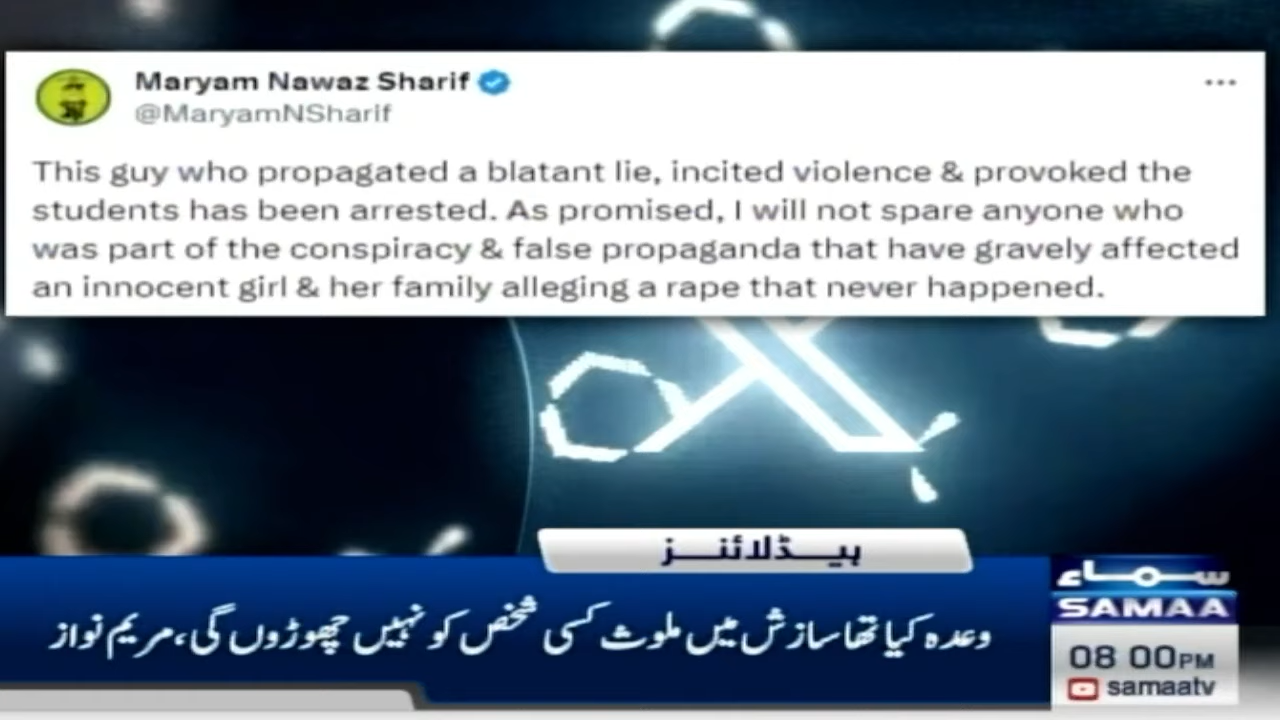 Maryam Nawaz Sharif
@MaryamNSharif
This guy who propagated a blatant lie, incited violence & provoked the
students has been arrested. As promised, I will not spare anyone who
was part of the conspiracy & false propaganda that have gravely affected
an innocent girl & her family alleging a rape that never happened.
ہیڈلائنز
وعدہ کیا تھا سازش میں ملوث کسی شخص کو نہیں چھوڑوں گی، مریم نواز
سماء
SAMAA
08 00PM
samaatv